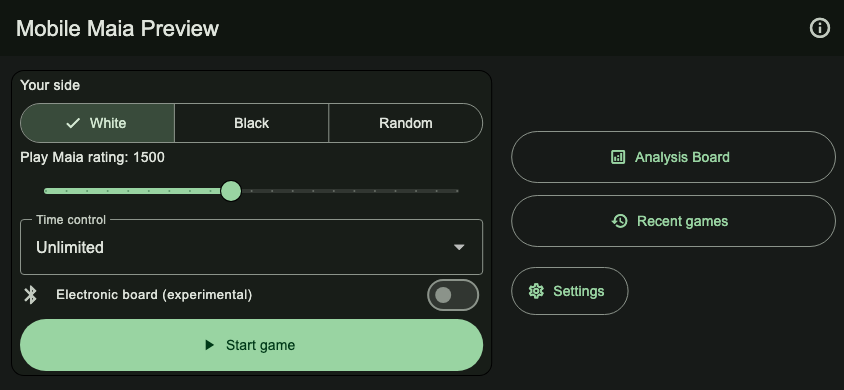 Mobile Maia Preview
Your side
White
Black
Random
Play Maia rating: 1500
Time control
Unlimited
Electronic board (experimental)
Start game
Analysis Board
Recent games
Settings